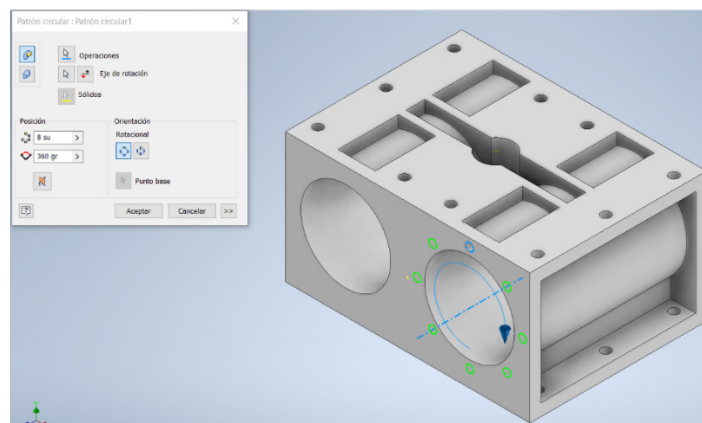 Patrón circular : Patrón circular1
Operaciones
Eje de rotación
Sólidos
Posición
Orientación
8 su
Rotacional
360 gr
Punto base
Aceptar
Cancelar
>>